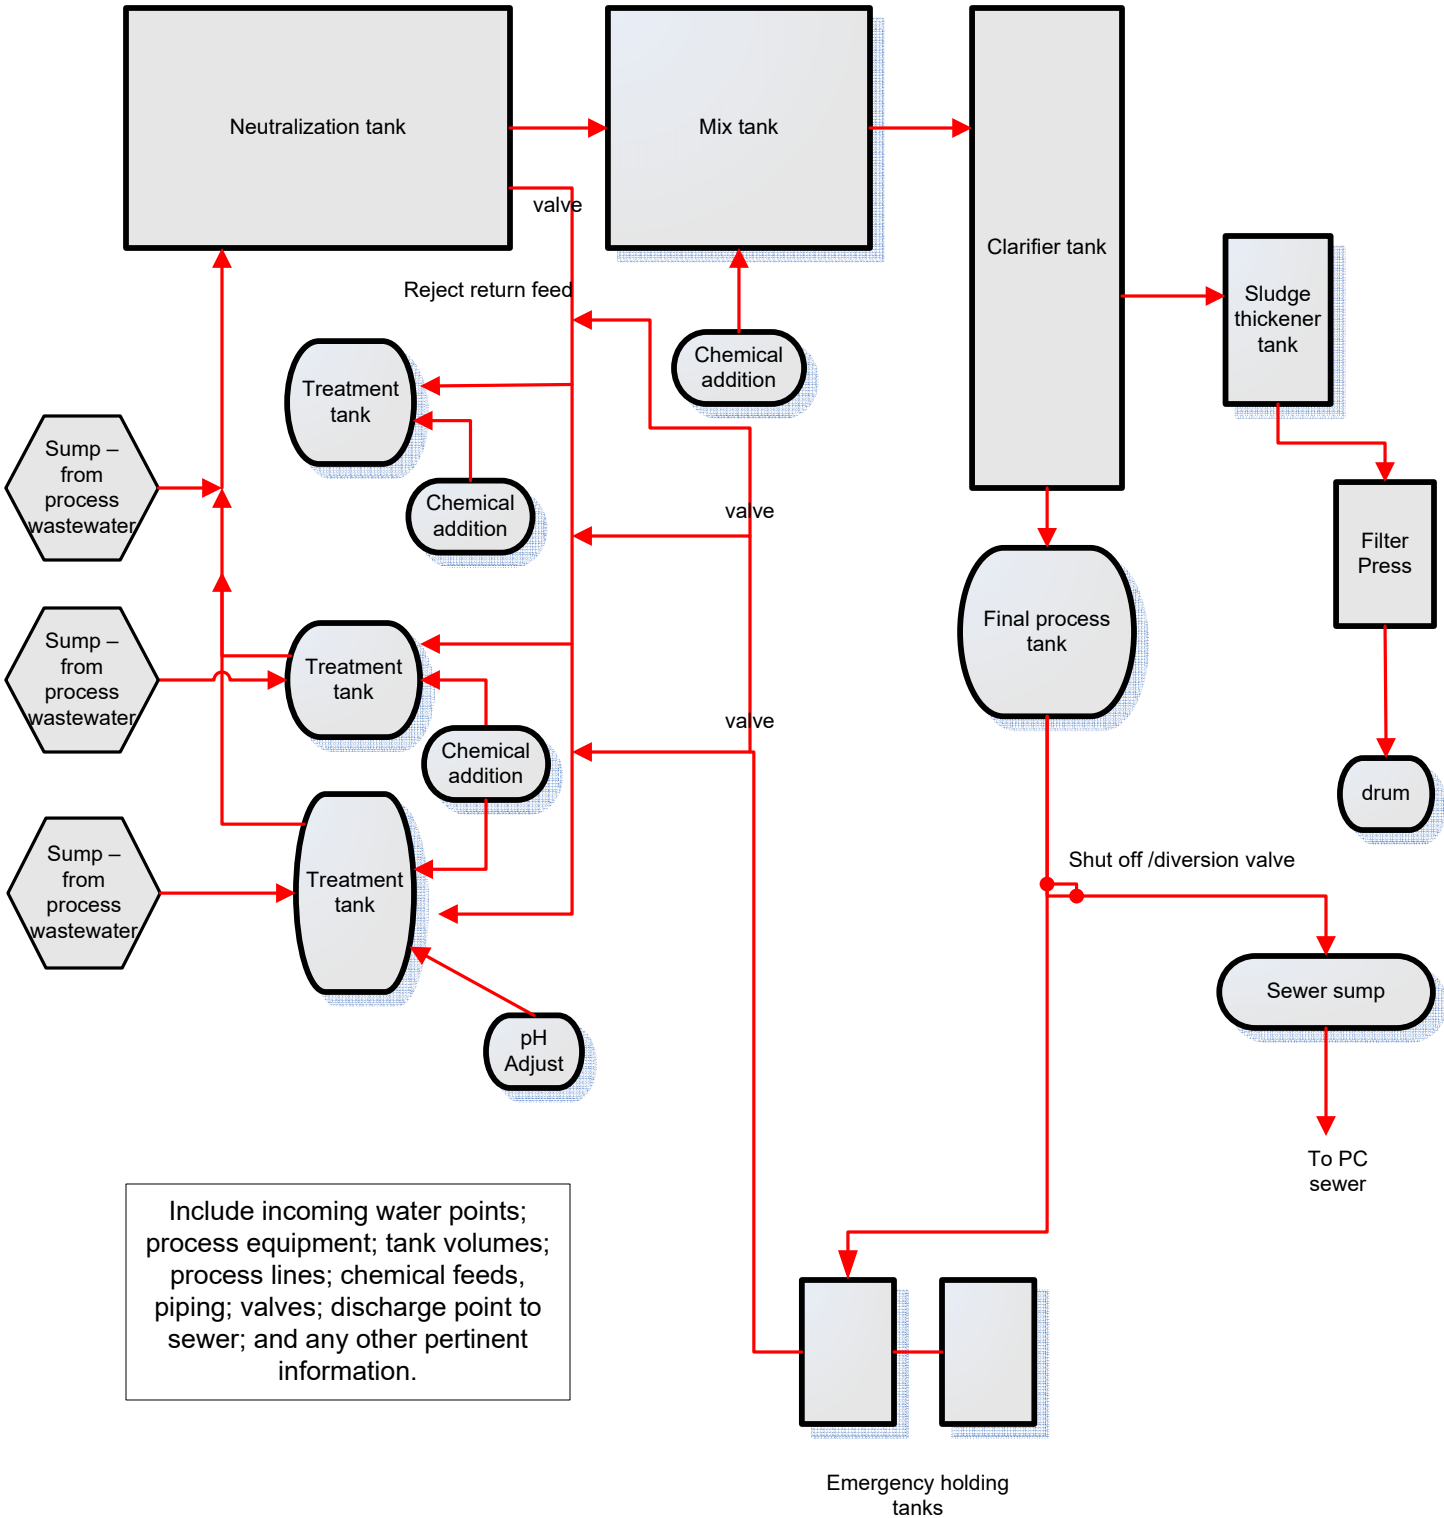 Neutralization tank
Mix tank
valve
Clarifier tank
Reject return feed
Sludge
thickener
tank
Chemical
addition
Treatment
tank
Sump –
from
process
wastewater
Chemical
addition
valve
Filter
Press
Final process
tank
Sump –
from
process
wastewater
Treatment
tank
valve
Chemical
addition
drum
Shut off /diversion valve
Sump –
from
process
wastewater
Treatment
tank
Sewer sump
pH
Adjust
To PC
sewer
Include incoming water points;
process equipment; tank volumes;
process lines; chemical feeds,
piping; valves; discharge point to
sewer; and any other pertinent
information.
Emergency holding
tanks